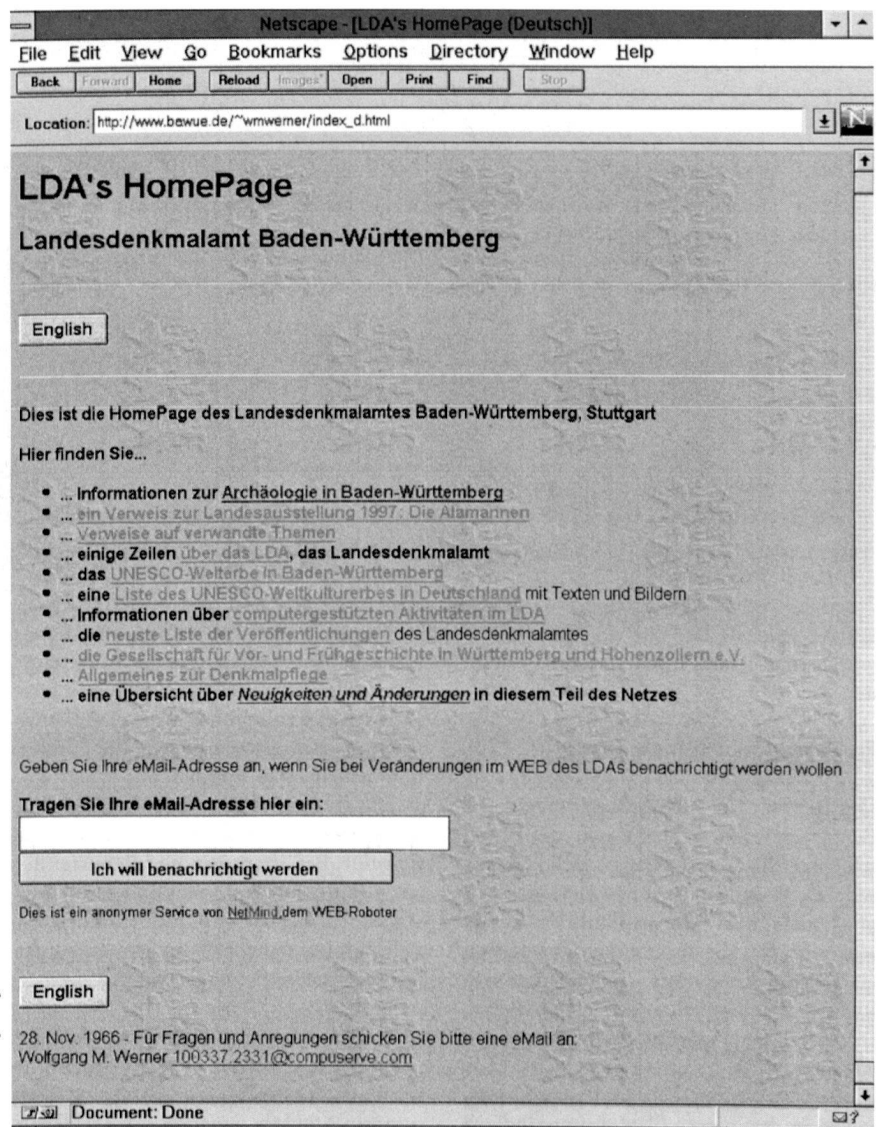 Netscape - [LDA's HomePage (Deutsch)]
File Edit View Go Bookmarks Options Directory Window Help
Back Forward Home Reload Images Open Print Find Stop
Location: http://www.bawue.de/~wmwerner/index_d.html
N
LDA's HomePage
Landesdenkmalamt Baden-Württemberg
English
Dies ist die HomePage des Landesdenkmalamtes Baden-Württemberg, Stuttgart
Hier finden Sie...
• ... Informationen zur Archäologie in Baden-Württemberg
• ... ein Verweis zur Landesausstellung 1997: Die Alamannen
• ... Verweise auf verwandte Themen
• ... einige Zeilen über das LDA, das Landesdenkmalamt
• ... das UNESCO-Welterbe in Baden-Württemberg
• ... eine Liste des UNESCO-Weltkulturerbes in Deutschland mit Texten und Bildern
• ... Informationen über computergestützten Aktivitäten im LDA
• ... die neuste Liste der Veröffentlichungen des Landesdenkmalamtes
• ... die Gesellschaft für Vor- und Frühgeschichte in Württemberg und Hohenzollern e.V.
• ... Allgemeines zur Denkmalpflege
• ... eine Übersicht über Neuigkeiten und Änderungen in diesem Teil des Netzes
Geben Sie Ihre eMail-Adresse an, wenn Sie bei Veränderungen im WEB des LDAs benachrichtigt werden wollen
Tragen Sie Ihre eMail-Adresse hier ein:
Ich will benachrichtigt werden
Dies ist ein anonymer Service von NetMind,dem WEB-Roboter
English
28. Nov. 1966 - Für Fragen und Anregungen schicken Sie bitte eine eMail an:
Wolfgang M. Werner 100337.2331@compuserve.com
Document: Done